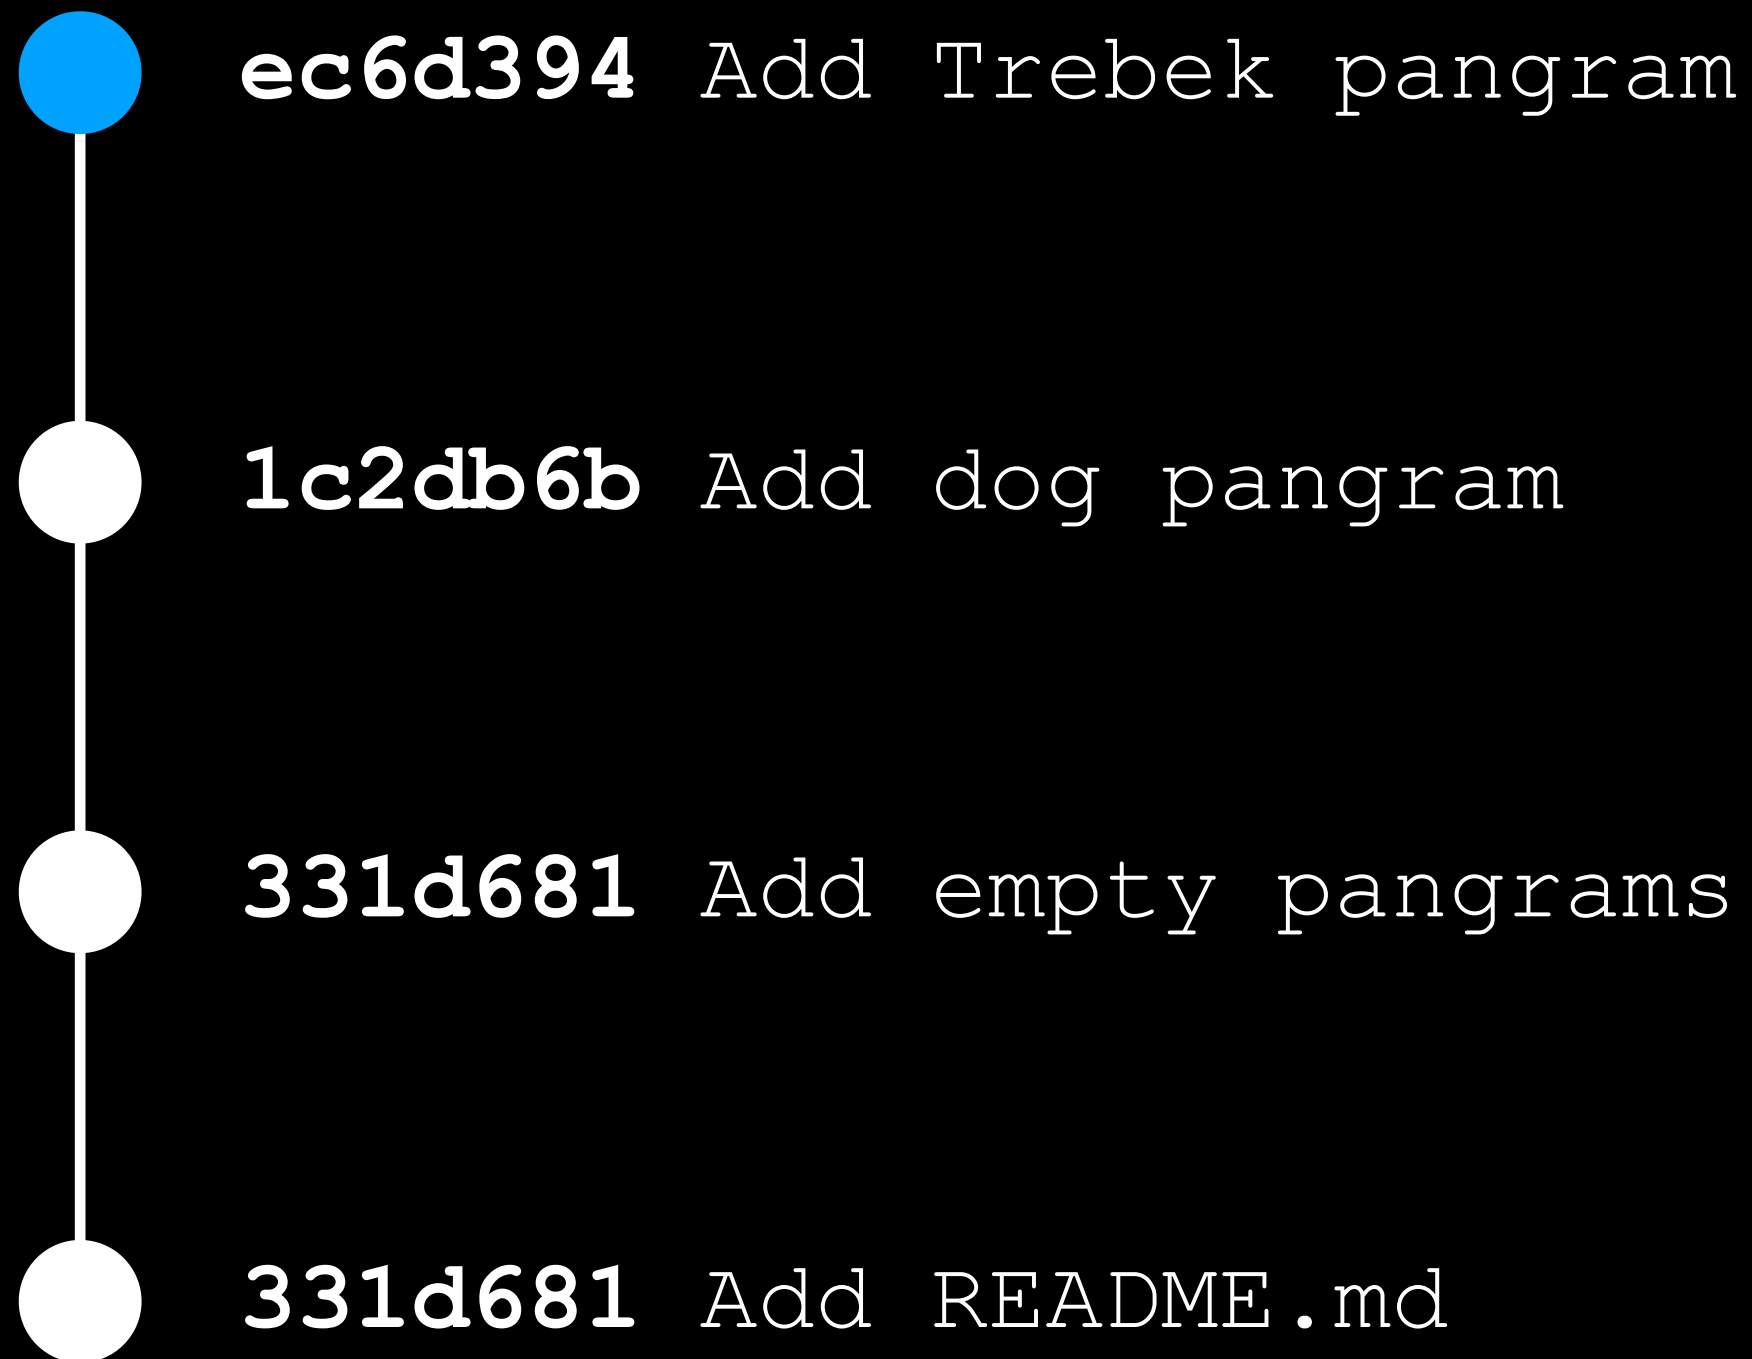 ec6d394 Add Trebek pangram
1c2db6b Add dog pangram
331d681 Add empty pangrams
331d681 Add README.md